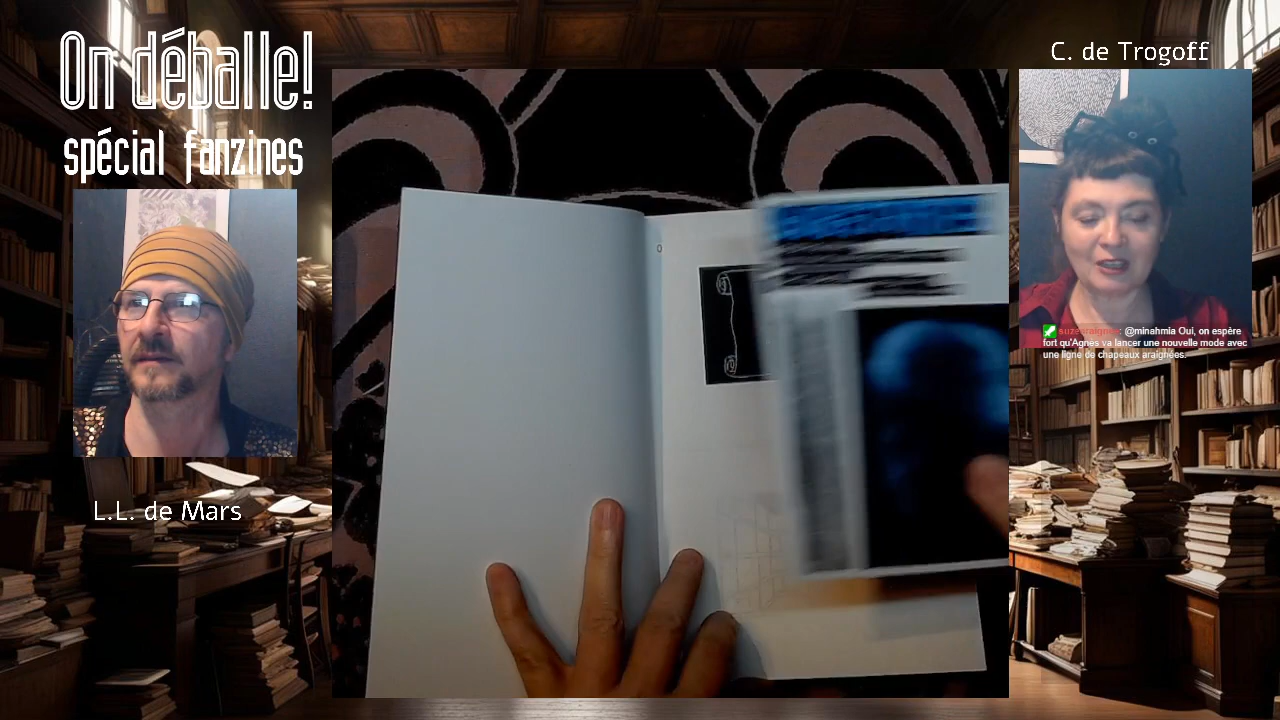 On déballe!
spécial fanzines
C. de Trogoff
L.L. de Mars
@minahmia Oui, on espère
fort qu'Agnès va lancer une nouvelle mode avec
une ligne de chapeaux araignées.